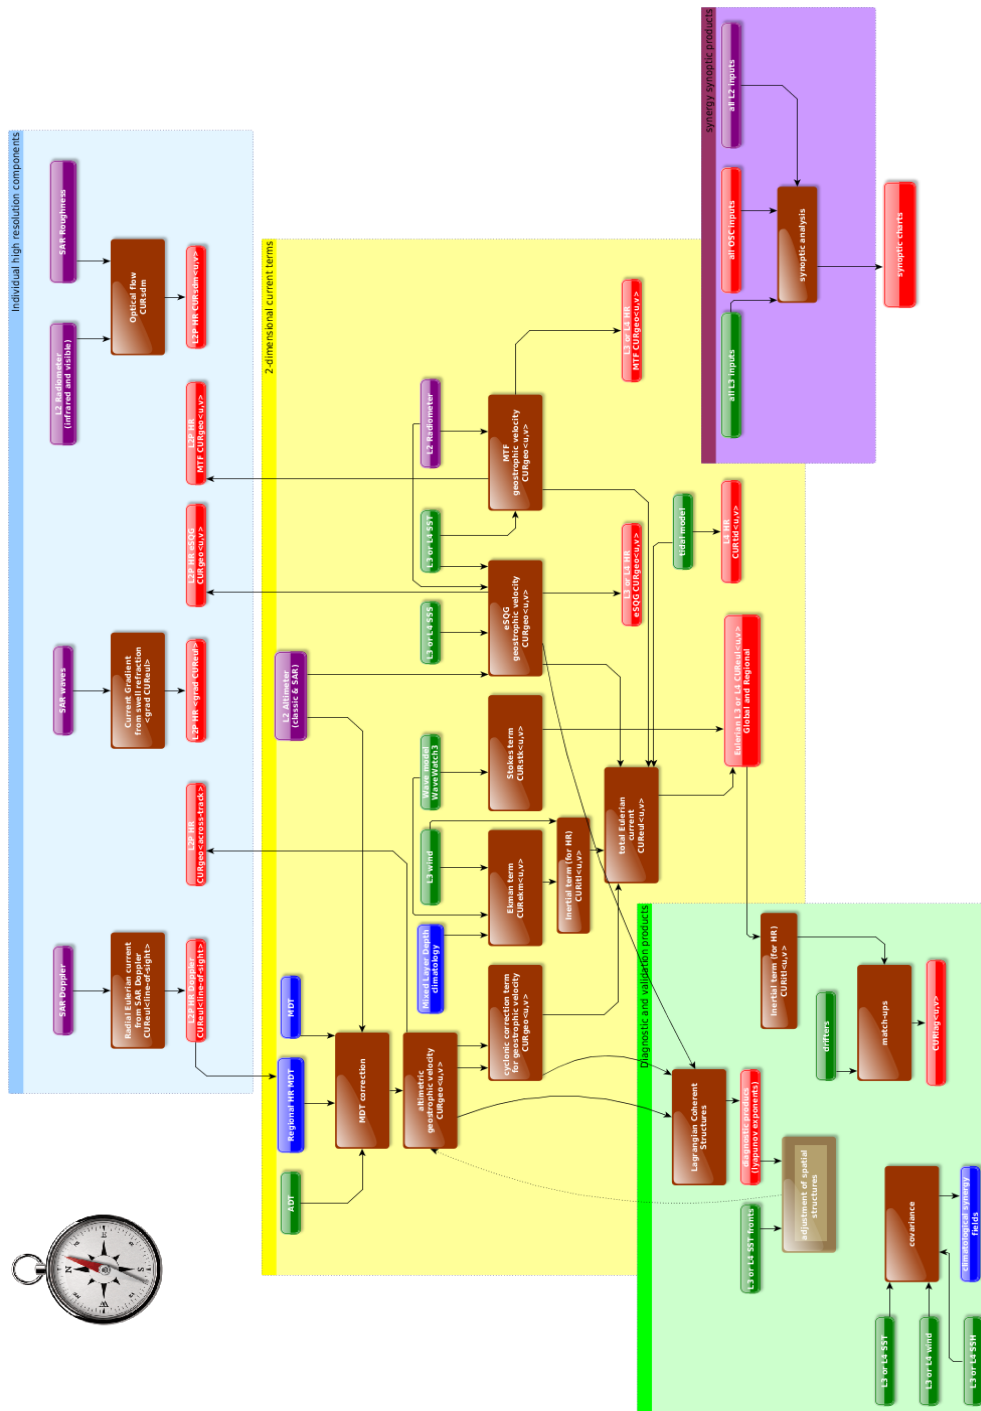 Individual high resolution components
SAR Doppler
Radial Eulerian current
from SAR Doppler
CUReul<line-of-sight>
L2P HR Doppler
CUReul<line-of-sight>
L2P HR
CURgeo<across-track>
SAR waves
Current Gradient
from swell refraction
<grad CUReul>
L2P HR <grad CUReul>
L2P HR eSQG
CURgeo<u,v>
L2P HR
MTF CURgeo<u,v>
L2 Radiometer
(infrared and visible)
SAR Roughness
Optical flow
CURsdm
L2P HR CURsdm<u,v>
2-dimensional current terms
ADT
Regional HR MDT
MDT
L2 Altimeter
(classic & SAR)
MDT correction
altimetric
geostrophic velocity
CURgeo<u,v>
Mixed Layer Depth
climatology
L3 wind
Wave model
WaveWatch3
L3 or L4 SSS
L3 or L4 SST
L2 Radiometer
cyclonic correction term
for geostrophic velocity
CURgeo<u,v>
Ekman term
CURekm<u,v>
Stokes term
CURstk<u,v>
eSQG
geostrophic velocity
CURgeo<u,v>
MTF
geostrophic velocity
CURgeo<u,v>
Inertial term (for HR)
CURitl<u,v>
total Eulerian
current
CUReul<u,v>
L3 or L4 HR
eSQG CURgeo<u,v>
L3 or L4 HR
MTF CURgeo<u,v>
tidal model
L4 HR
CURtid<u,v>
Eulerian L3 or L4 CUReul<u,v>
Global and Regional
synergy synoptic products
all L3 inputs
all OSC inputs
all L2 inputs
synoptic analysis
synoptic charts
Diagnostic and validation products
Lagrangian Coherent
Structures
diagnostic product
(lyapunov exponents)
L3 or L4 SST fronts
adjustment of spatial
structures
Inertial term (for HR)
CURitl<u,v>
drifters
match-ups
CURlag<u,v>
L3 or L4 SST
L3 or L4 wind
L3 or L4 SSH
covariance
climatological synergy
fields
N
E
S
W